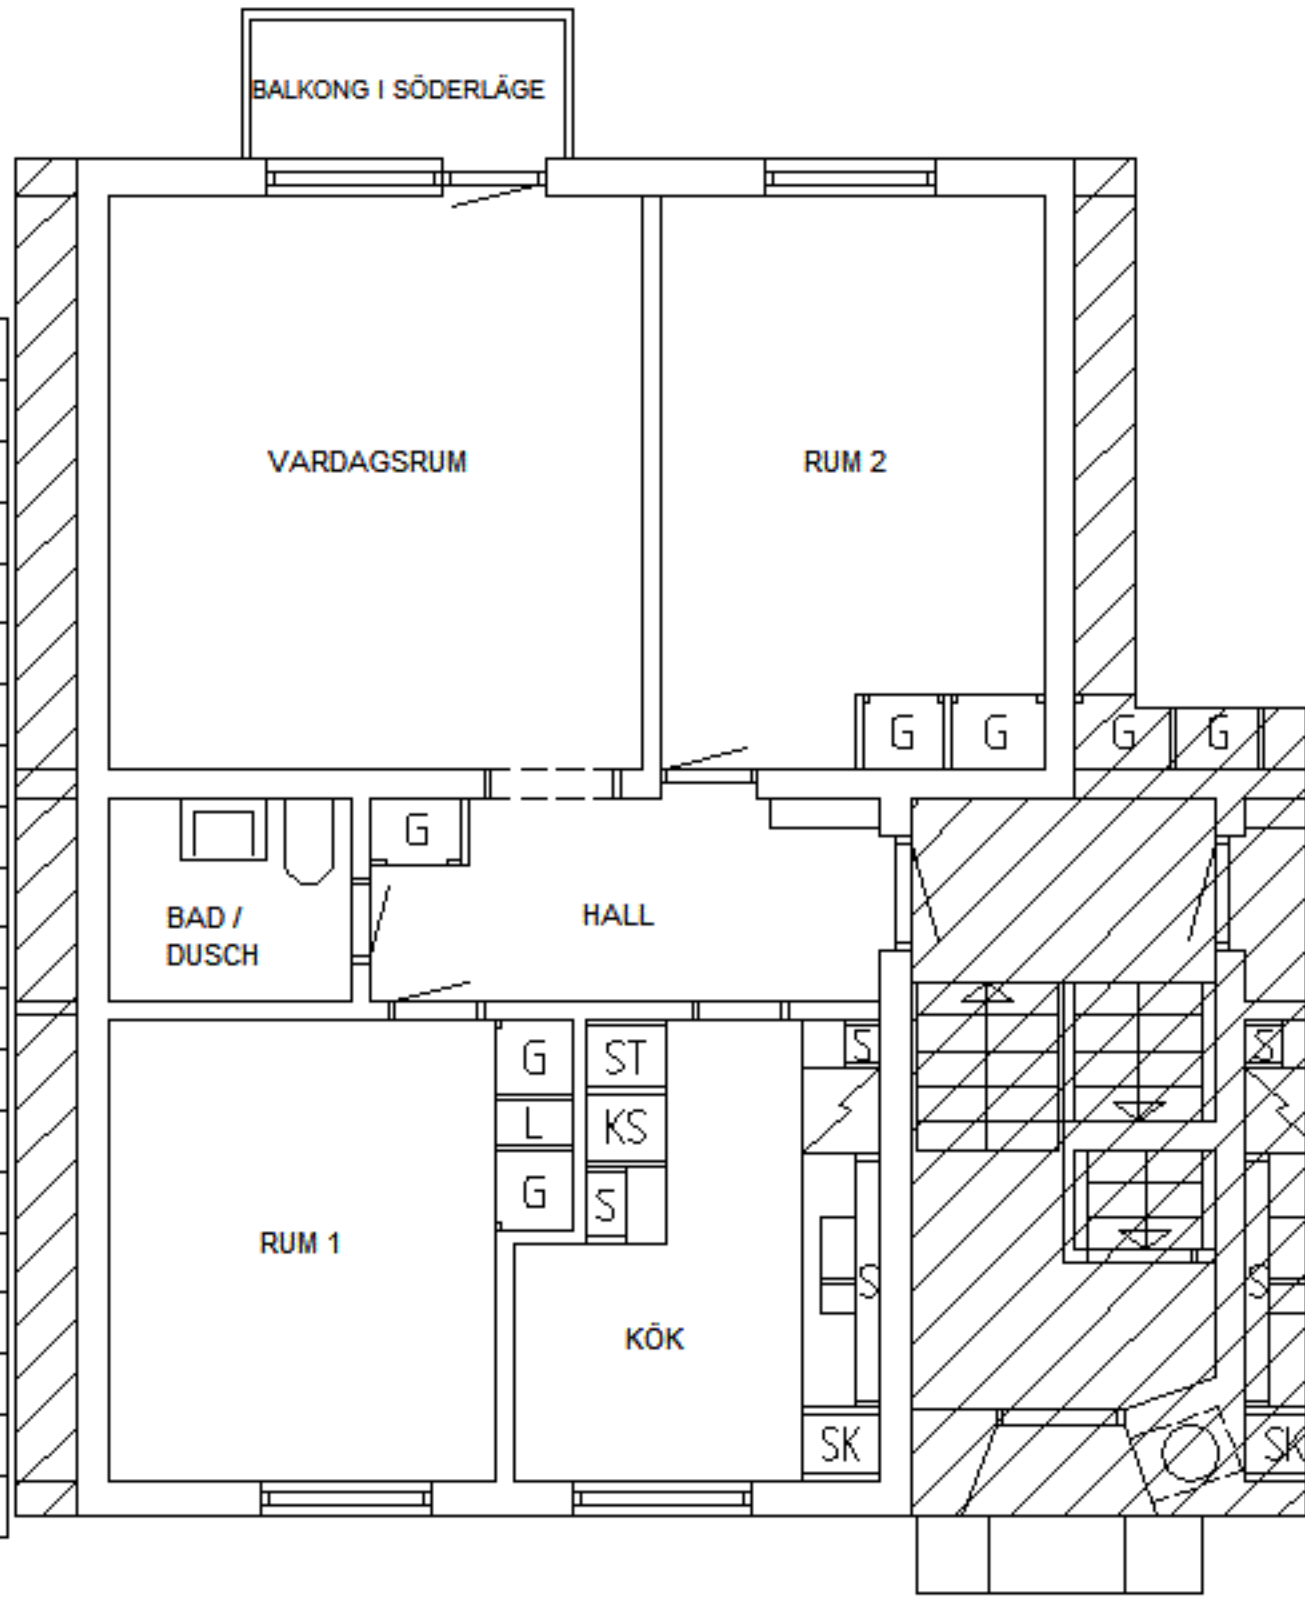 BALKONG I SÖDERLÄGE
VARDAGSRUM
RUM 2
G
G
G
G
G
BAD /
DUSCH
HALL
G
ST
S
S
L
KS
G
S
RUM 1
S
S
KÖK
SK
SK